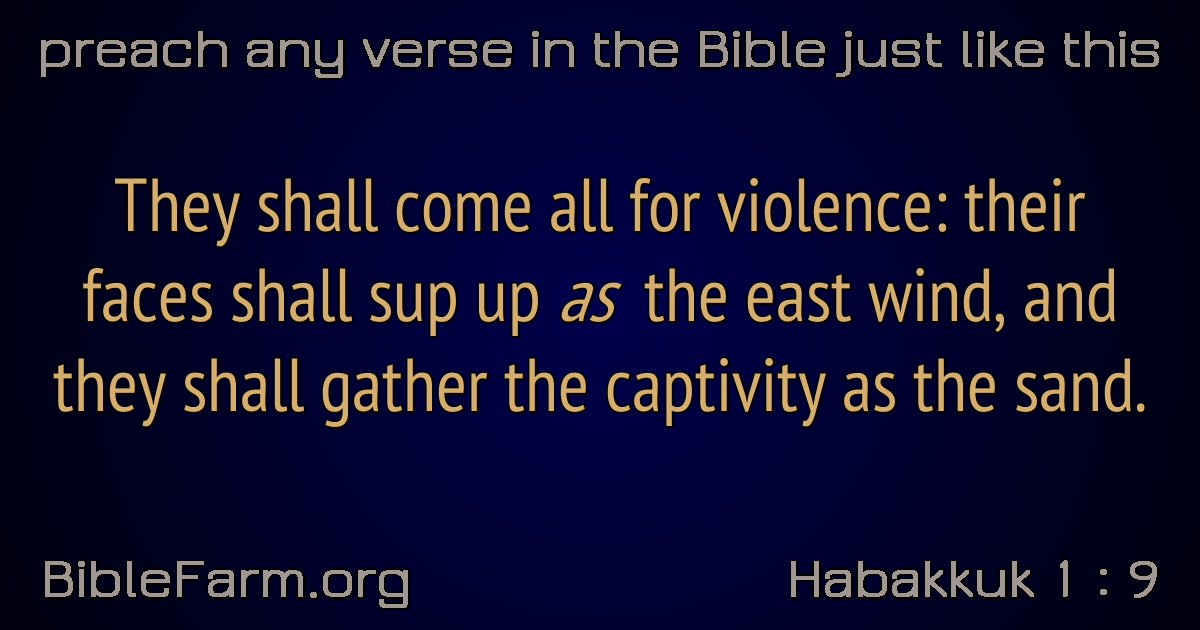 preach any verse in the Bible just like this
They shall come all for violence: their
faces shall sup up as the east wind, and
they shall gather the captivity as the sand.
BibleFarm.org
Habakkuk 1 : 9